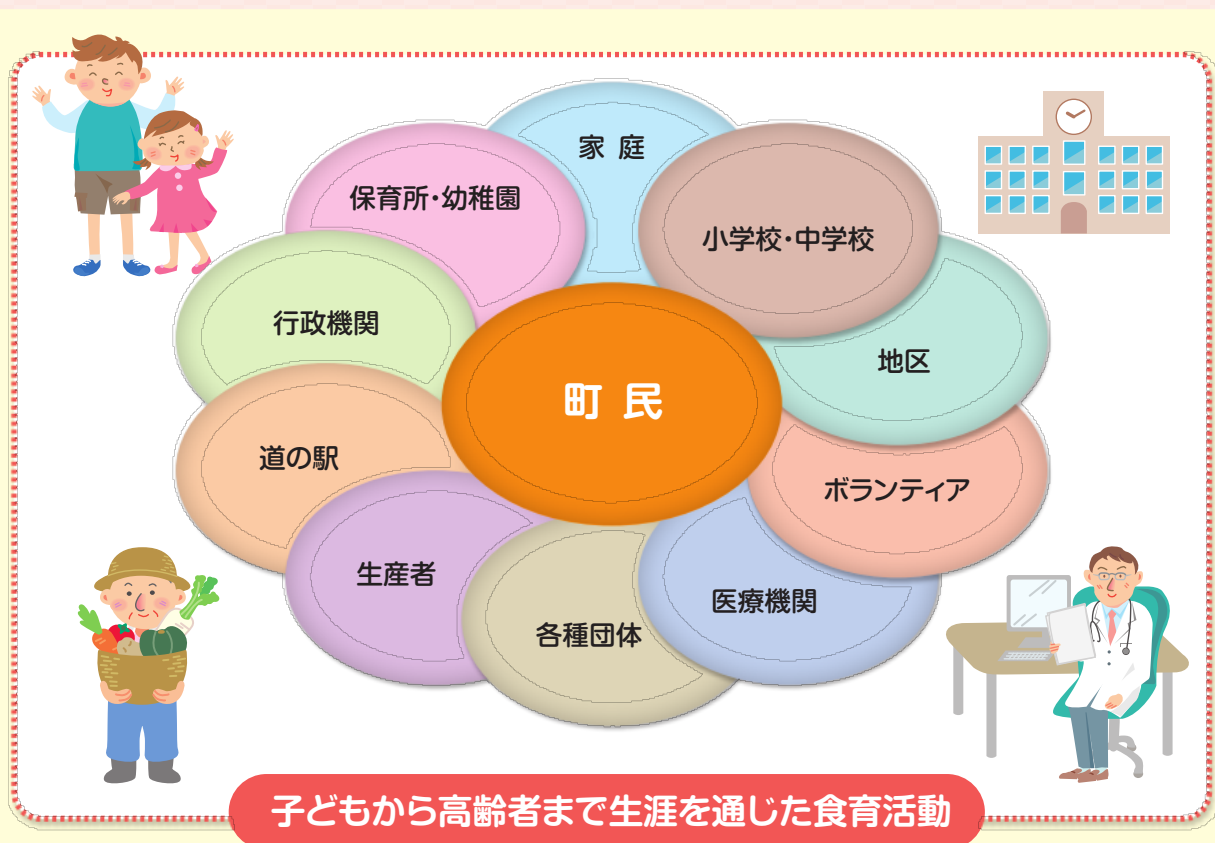 家 庭
保育所・幼稚園
小学校・中学校
行政機関
地区
町 民
道の駅
ボランティア
生産者
医療機関
各種団体
子どもから高齢者まで生涯を通じた食育活動